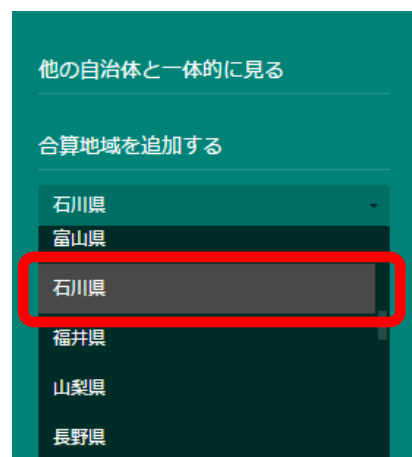 他の自治体と一体的に見る
合算地域を追加する
石川県
富山県
石川県
福井県
山梨県
長野県